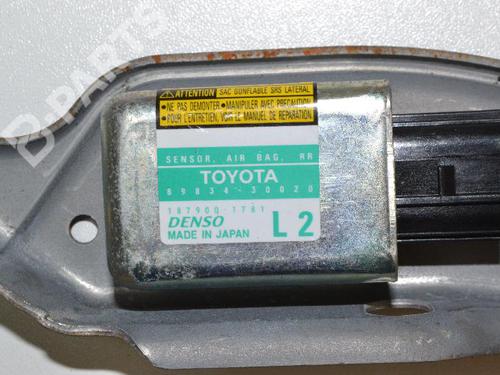 B-PARTS
ATTENTION SAC GONFLABLE SRS LATERAL
•NE PAS DEMONTER •MANIPULER AVEC PRECAUTION
•POUR L'ENTRETIEN, VOIR LE MANUEL DE REPARATION
SENSOR, AIR BAG, RR
TOYOTA
89834-30020
187900-1781
DENSO
MADE IN JAPAN
L 2